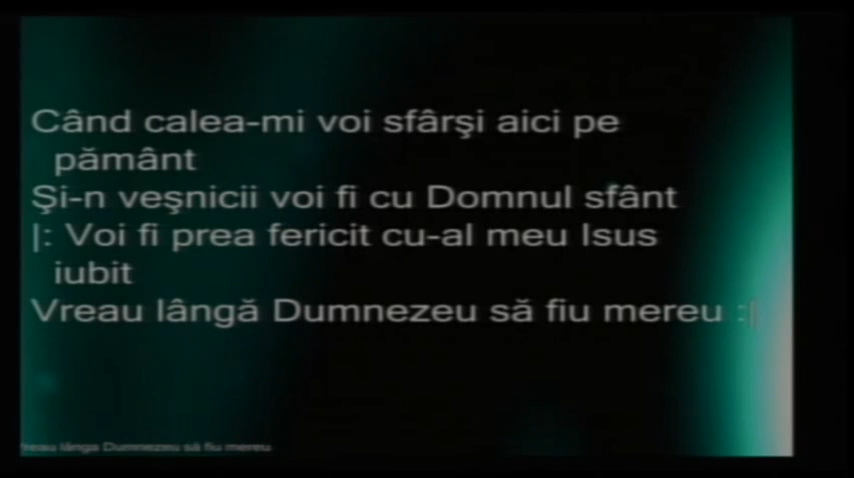 Când calea-mi voi sfârşi aici pe
pământ
Şi-n veşnicii voi fi cu Domnul sfânt
|: Voi fi prea fericit cu-al meu Isus
iubit
Vreau lângă Dumnezeu să fiu mereu :|
Vreau lânga Dumnezeu să fiu mereu